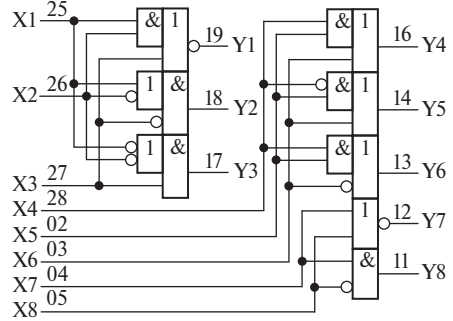 X1 25 & 1 19 Y1
X2 26 1 & 18 Y2
1 & 17 Y3
X3 27
X4 28
X5 02
X6 03
X7 04
X8 05
& 1 16 Y4
& 1 14 Y5
& 1 13 Y6
1 12 Y7
& 11 Y8